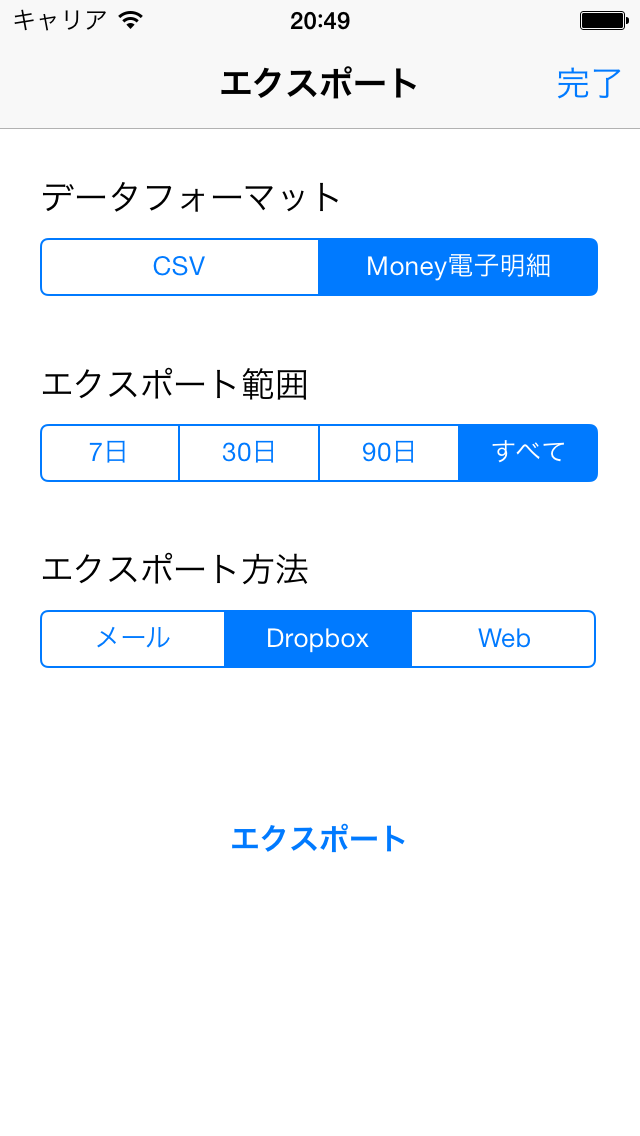 キャリア 20:49
エクスポート 完了
データフォーマット
CSV Money電子明細
エクスポート範囲
7日 30日 90日 すべて
エクスポート方法
メール Dropbox Web
エクスポート